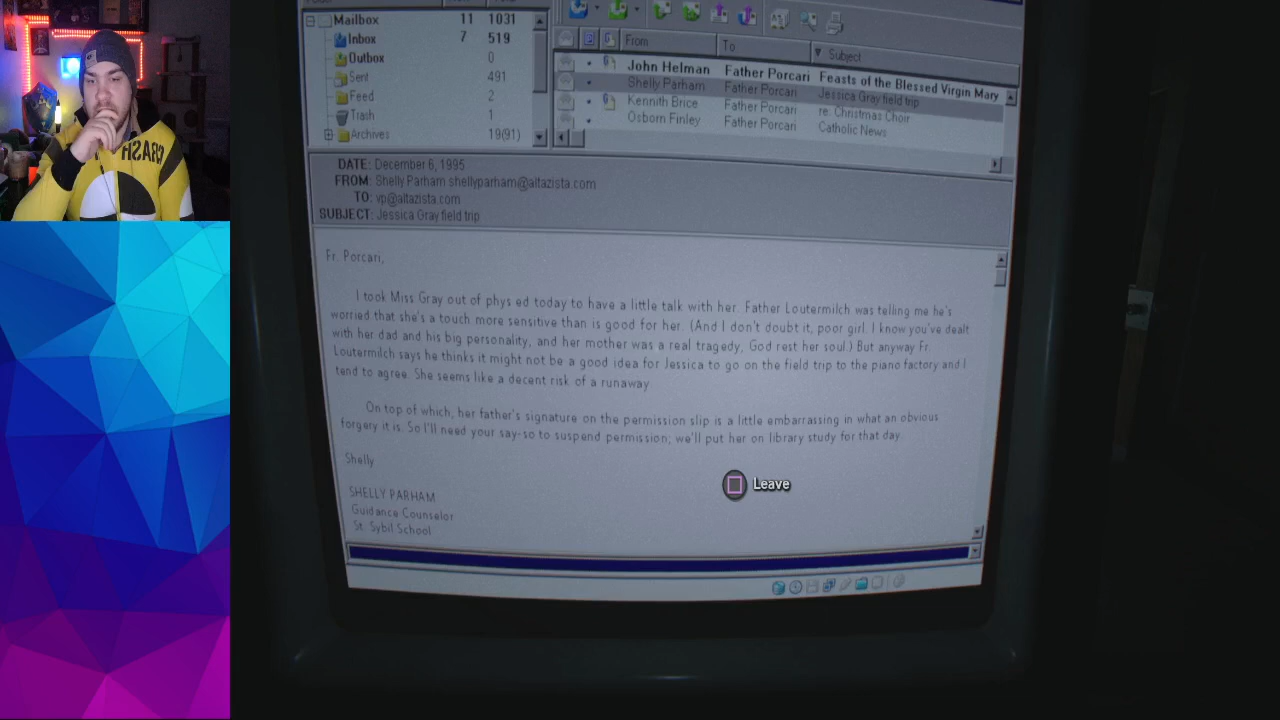 Mailbox 11 1031
Inbox 7 519
Outbox 0
Sent 491
Feed 2
Trash 1
Archives 19(91)
From To Subject
John Helman Father Porcari Feasts of the Blessed Virgin Mary
Shelly Parham Father Porcari Jessica Gray field trip
Kennith Brice Father Porcari re: Christmas Choir
Osborn Finley Father Porcari Catholic News
DATE: December 6, 1995
FROM: Shelly Parham shellyparham@altazista.com
TO: vp@altazista.com
SUBJECT: Jessica Gray field trip
Fr. Porcari,
I took Miss Gray out of phys ed today to have a little talk with her. Father Loutermilch was telling me he's
worried that she's a touch more sensitive than is good for her. (And I don't doubt it, poor girl. I know you've dealt
with her dad and his big personality, and her mother was a real tragedy, God rest her soul.) But anyway Fr.
Loutermilch says he thinks it might not be a good idea for Jessica to go on the field trip to the piano factory and I
tend to agree. She seems like a decent risk of a runaway
On top of which, her father's signature on the permission slip is a little embarrassing in what an obvious
forgery it is. So I'll need your say-so to suspend permission; we'll put her on library study for that day
Shelly
SHELLY PARHAM
Guidance Counselor
St. Sybil School
Leave
CRASH